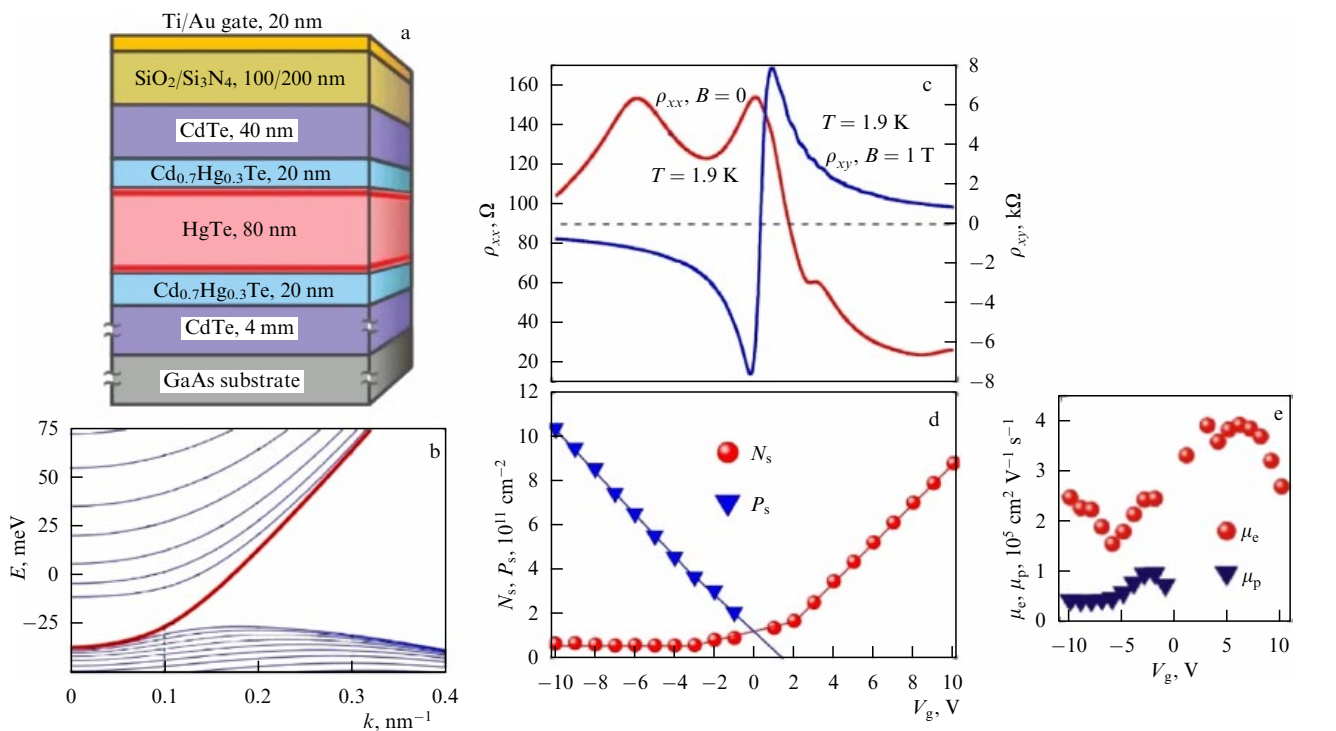 Ti/Au gate, 20 nm
a
SiO₂/Si₃N₄, 100/200 nm
CdTe, 40 nm
Cd₀.₇Hg₀.₃Te, 20 nm
HgTe, 80 nm
Cd₀.₇Hg₀.₃Te, 20 nm
CdTe, 4 mm
GaAs substrate
75
50
25
0
−25
E, meV
b
0
0.1
0.2
0.3
0.4
k, nm⁻¹
160
140
120
100
80
60
40
20
ρxx, Ω
c
ρxx, B = 0
T = 1.9 K
T = 1.9 K
ρxy, B = 1 T
8
6
4
2
0
−2
−4
−6
−8
ρxy, kΩ
12
10
8
6
4
2
0
Ns, Ps, 10¹¹ cm⁻²
d
Ns
Ps
−10
−8
−6
−4
−2
0
2
4
6
8
10
Vg, V
4
3
2
1
0
μe, μp, 10⁵ cm² V⁻¹ s⁻¹
e
μe
μp
−10
−5
0
5
10
Vg, V